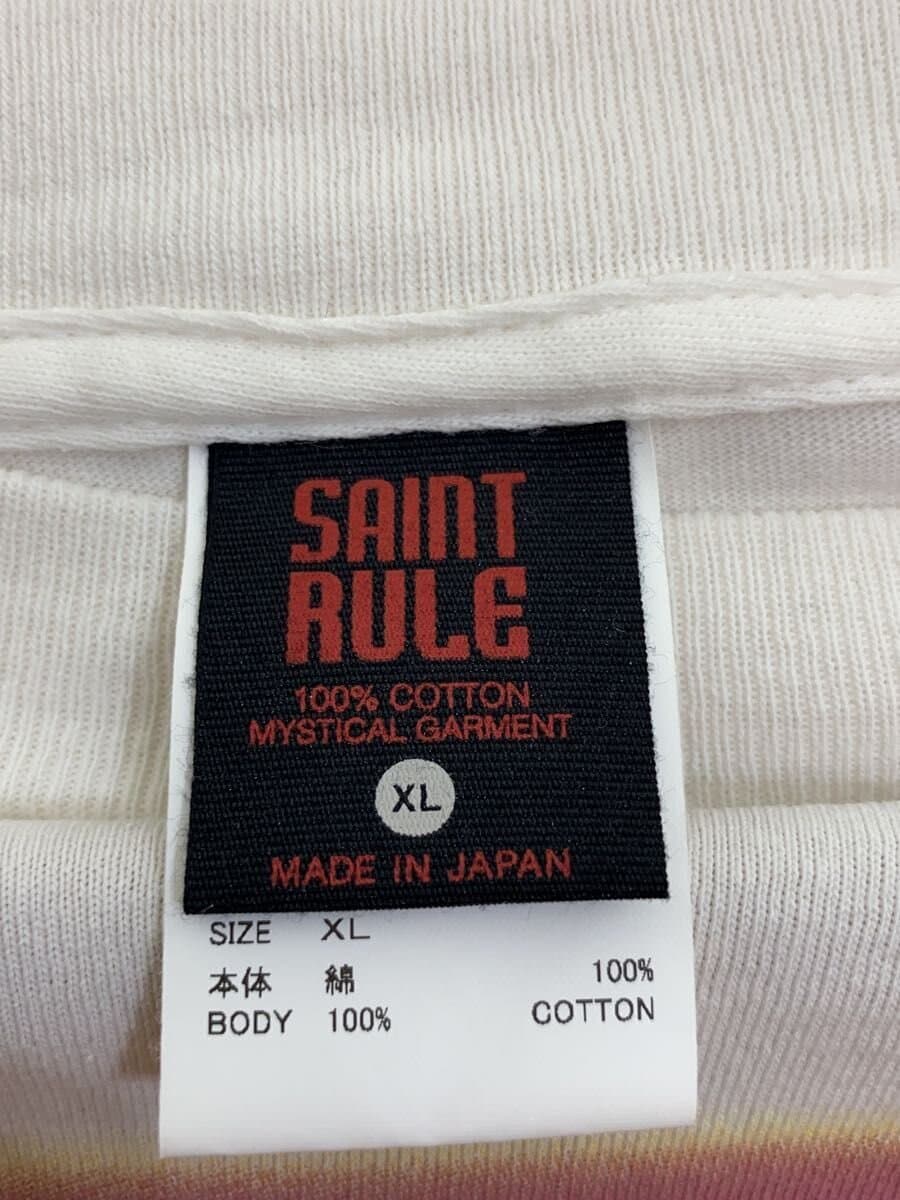 SAINT
RULE
100% COTTON
MYSTICAL GARMENT
XL
MADE IN JAPAN
SIZE XL
本体 綿 100%
BODY 100% COTTON